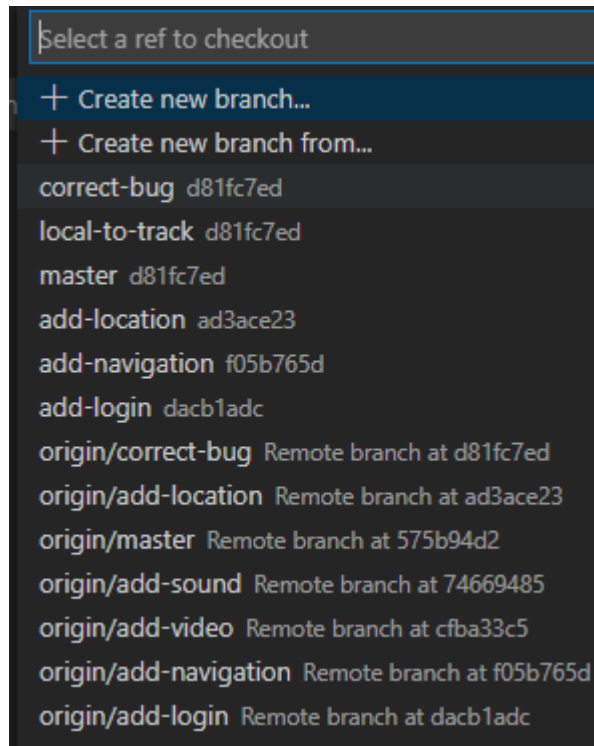 Select a ref to checkout
+ Create new branch...
+ Create new branch from...
correct-bug d81fc7ed
local-to-track d81fc7ed
master d81fc7ed
add-location ad3ace23
add-navigation f05b765d
add-login dacb1adc
origin/correct-bug Remote branch at d81fc7ed
origin/add-location Remote branch at ad3ace23
origin/master Remote branch at 575b94d2
origin/add-sound Remote branch at 74669485
origin/add-video Remote branch at cfba33c5
origin/add-navigation Remote branch at f05b765d
origin/add-login Remote branch at dacb1adc